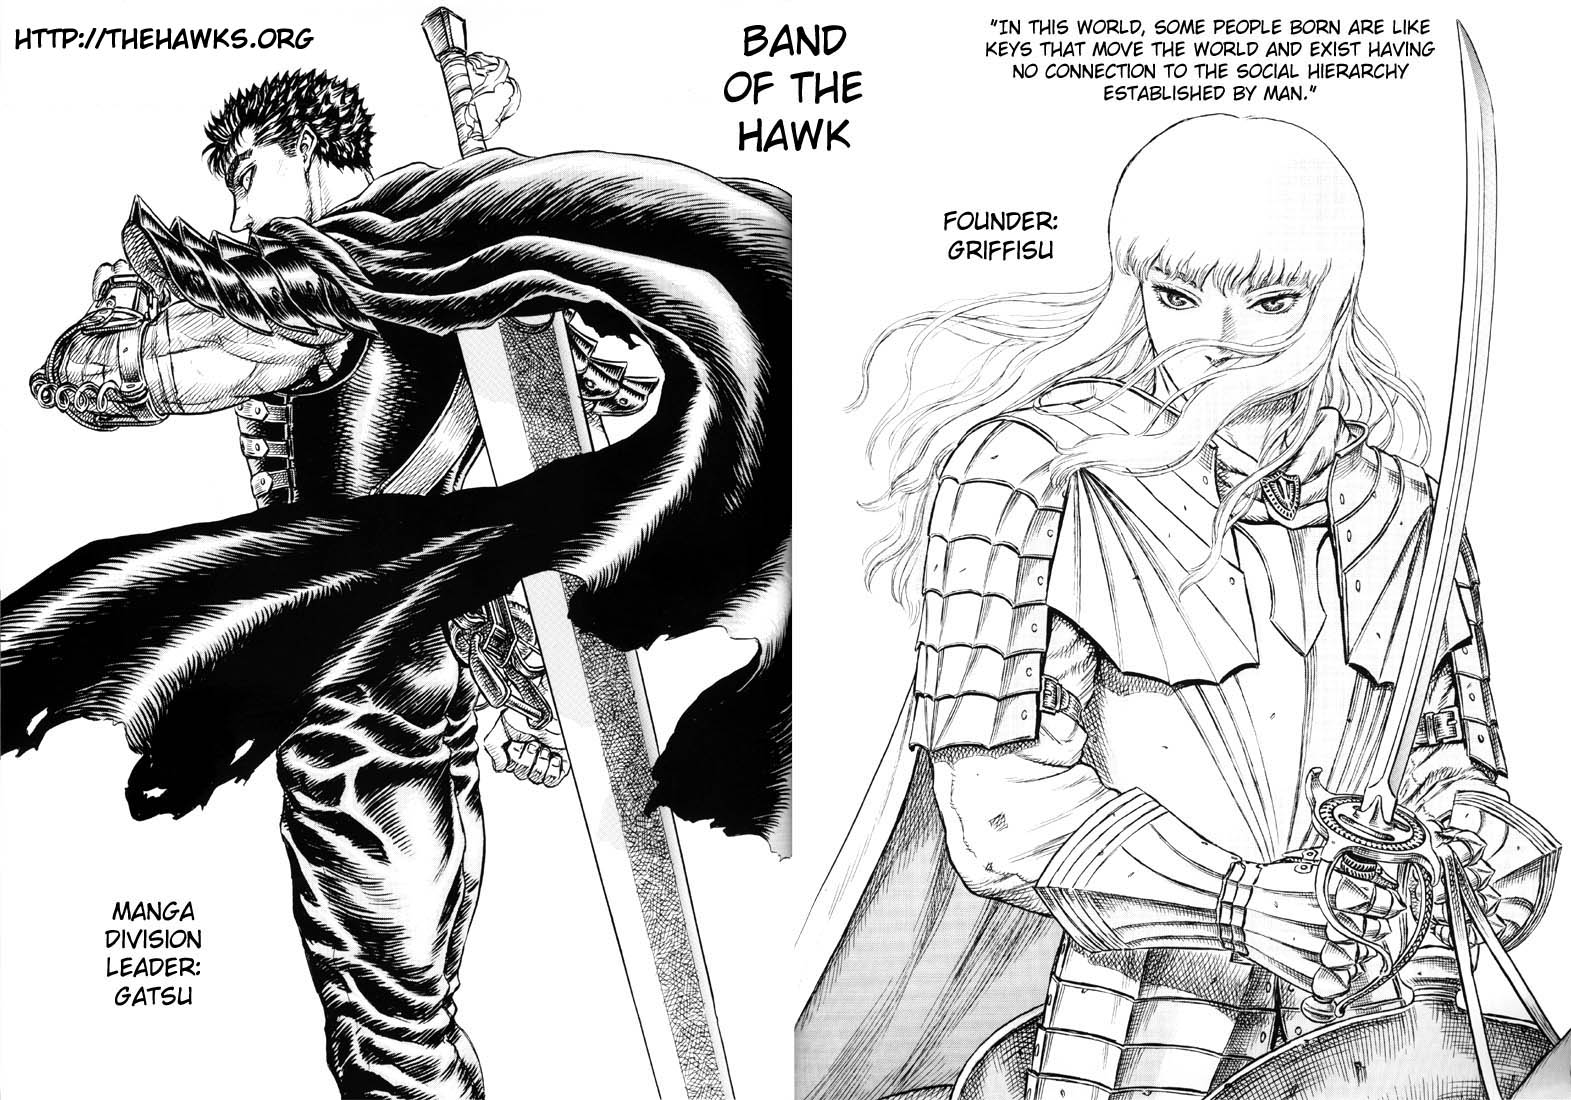 HTTP://THEHAWKS.ORG
BAND
OF THE
HAWK
"IN THIS WORLD, SOME PEOPLE BORN ARE LIKE
KEYS THAT MOVE THE WORLD AND EXIST HAVING
NO CONNECTION TO THE SOCIAL HIERARCHY
ESTABLISHED BY MAN."
FOUNDER:
GRIFFISU
MANGA
DIVISION
LEADER:
GATSU